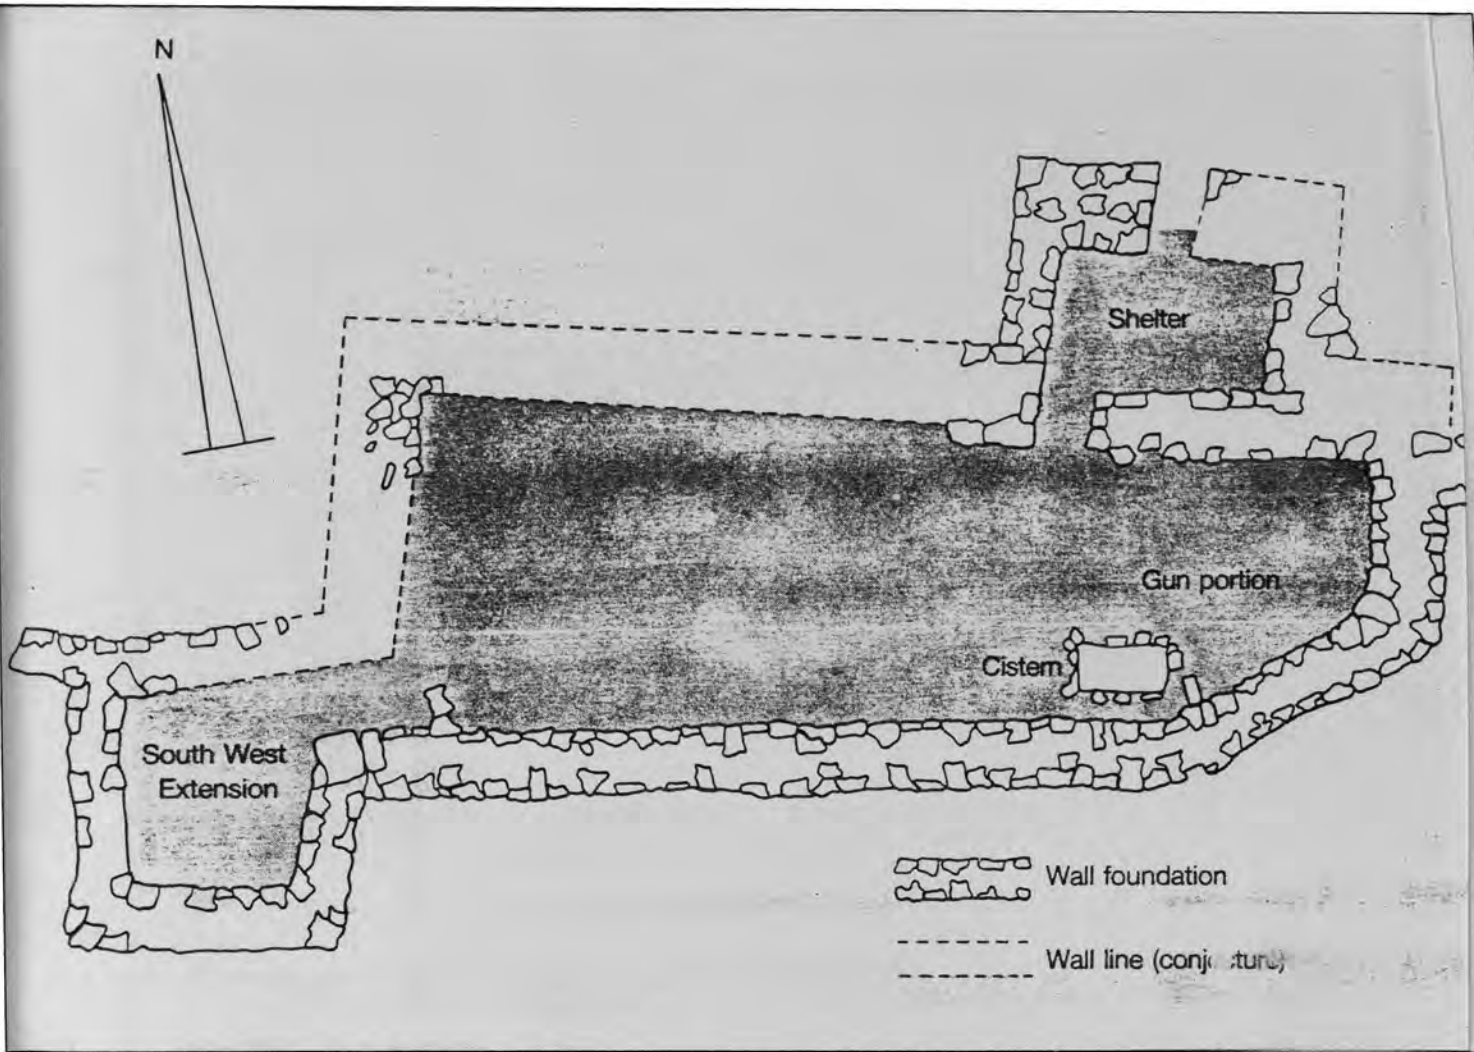 N
Shelter
Gun portion
Cistern
South West
Extension
Wall foundation
Wall line